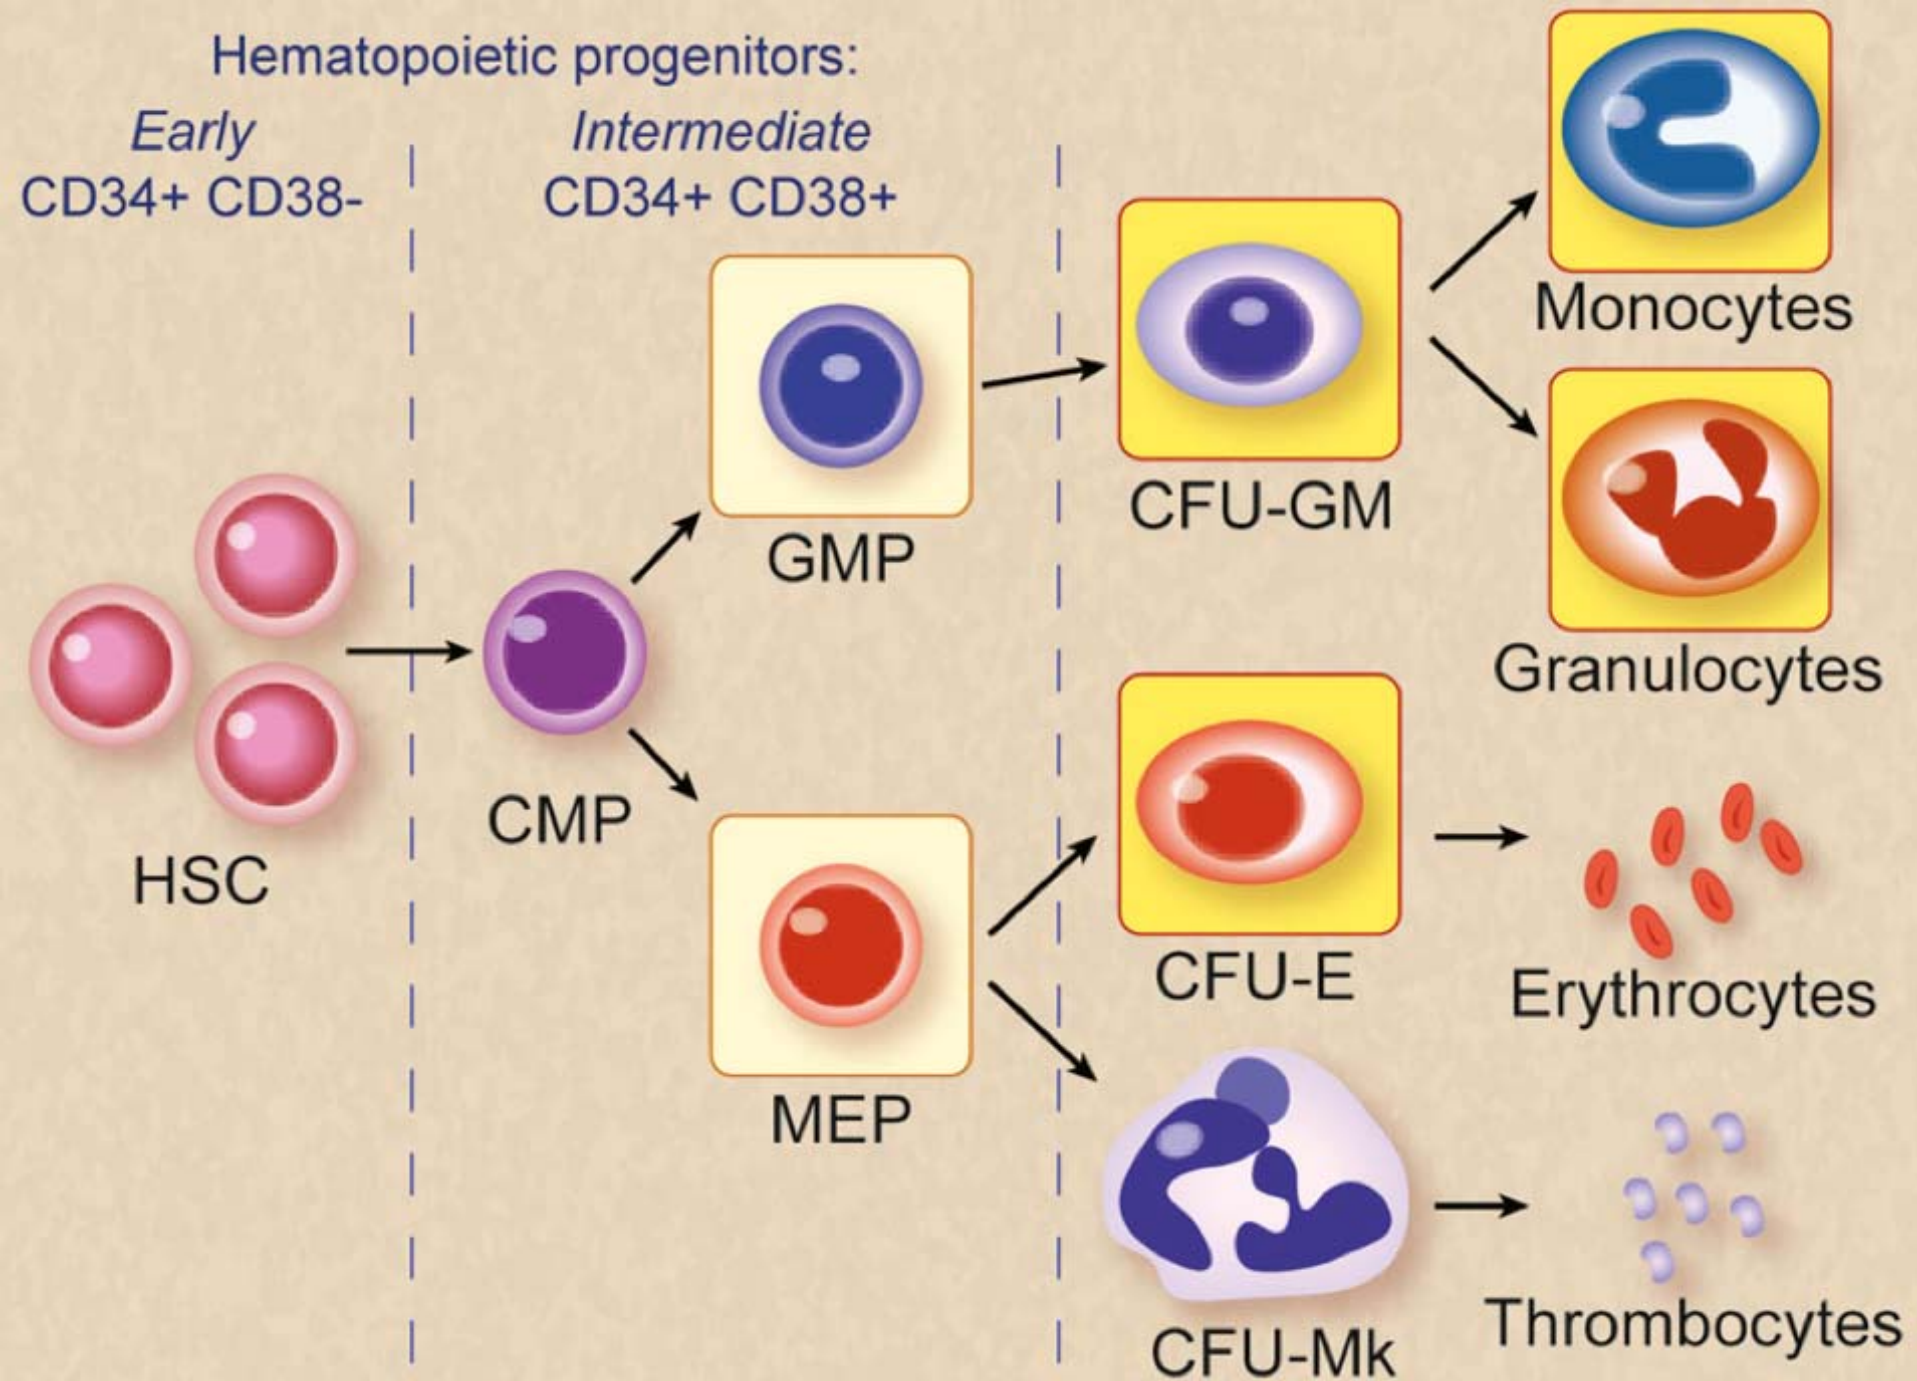 Hematopoietic progenitors:
Early
CD34+ CD38-
Intermediate
CD34+ CD38+
HSC
CMP
GMP
MEP
CFU-GM
CFU-E
CFU-Mk
Monocytes
Granulocytes
Erythrocytes
Thrombocytes